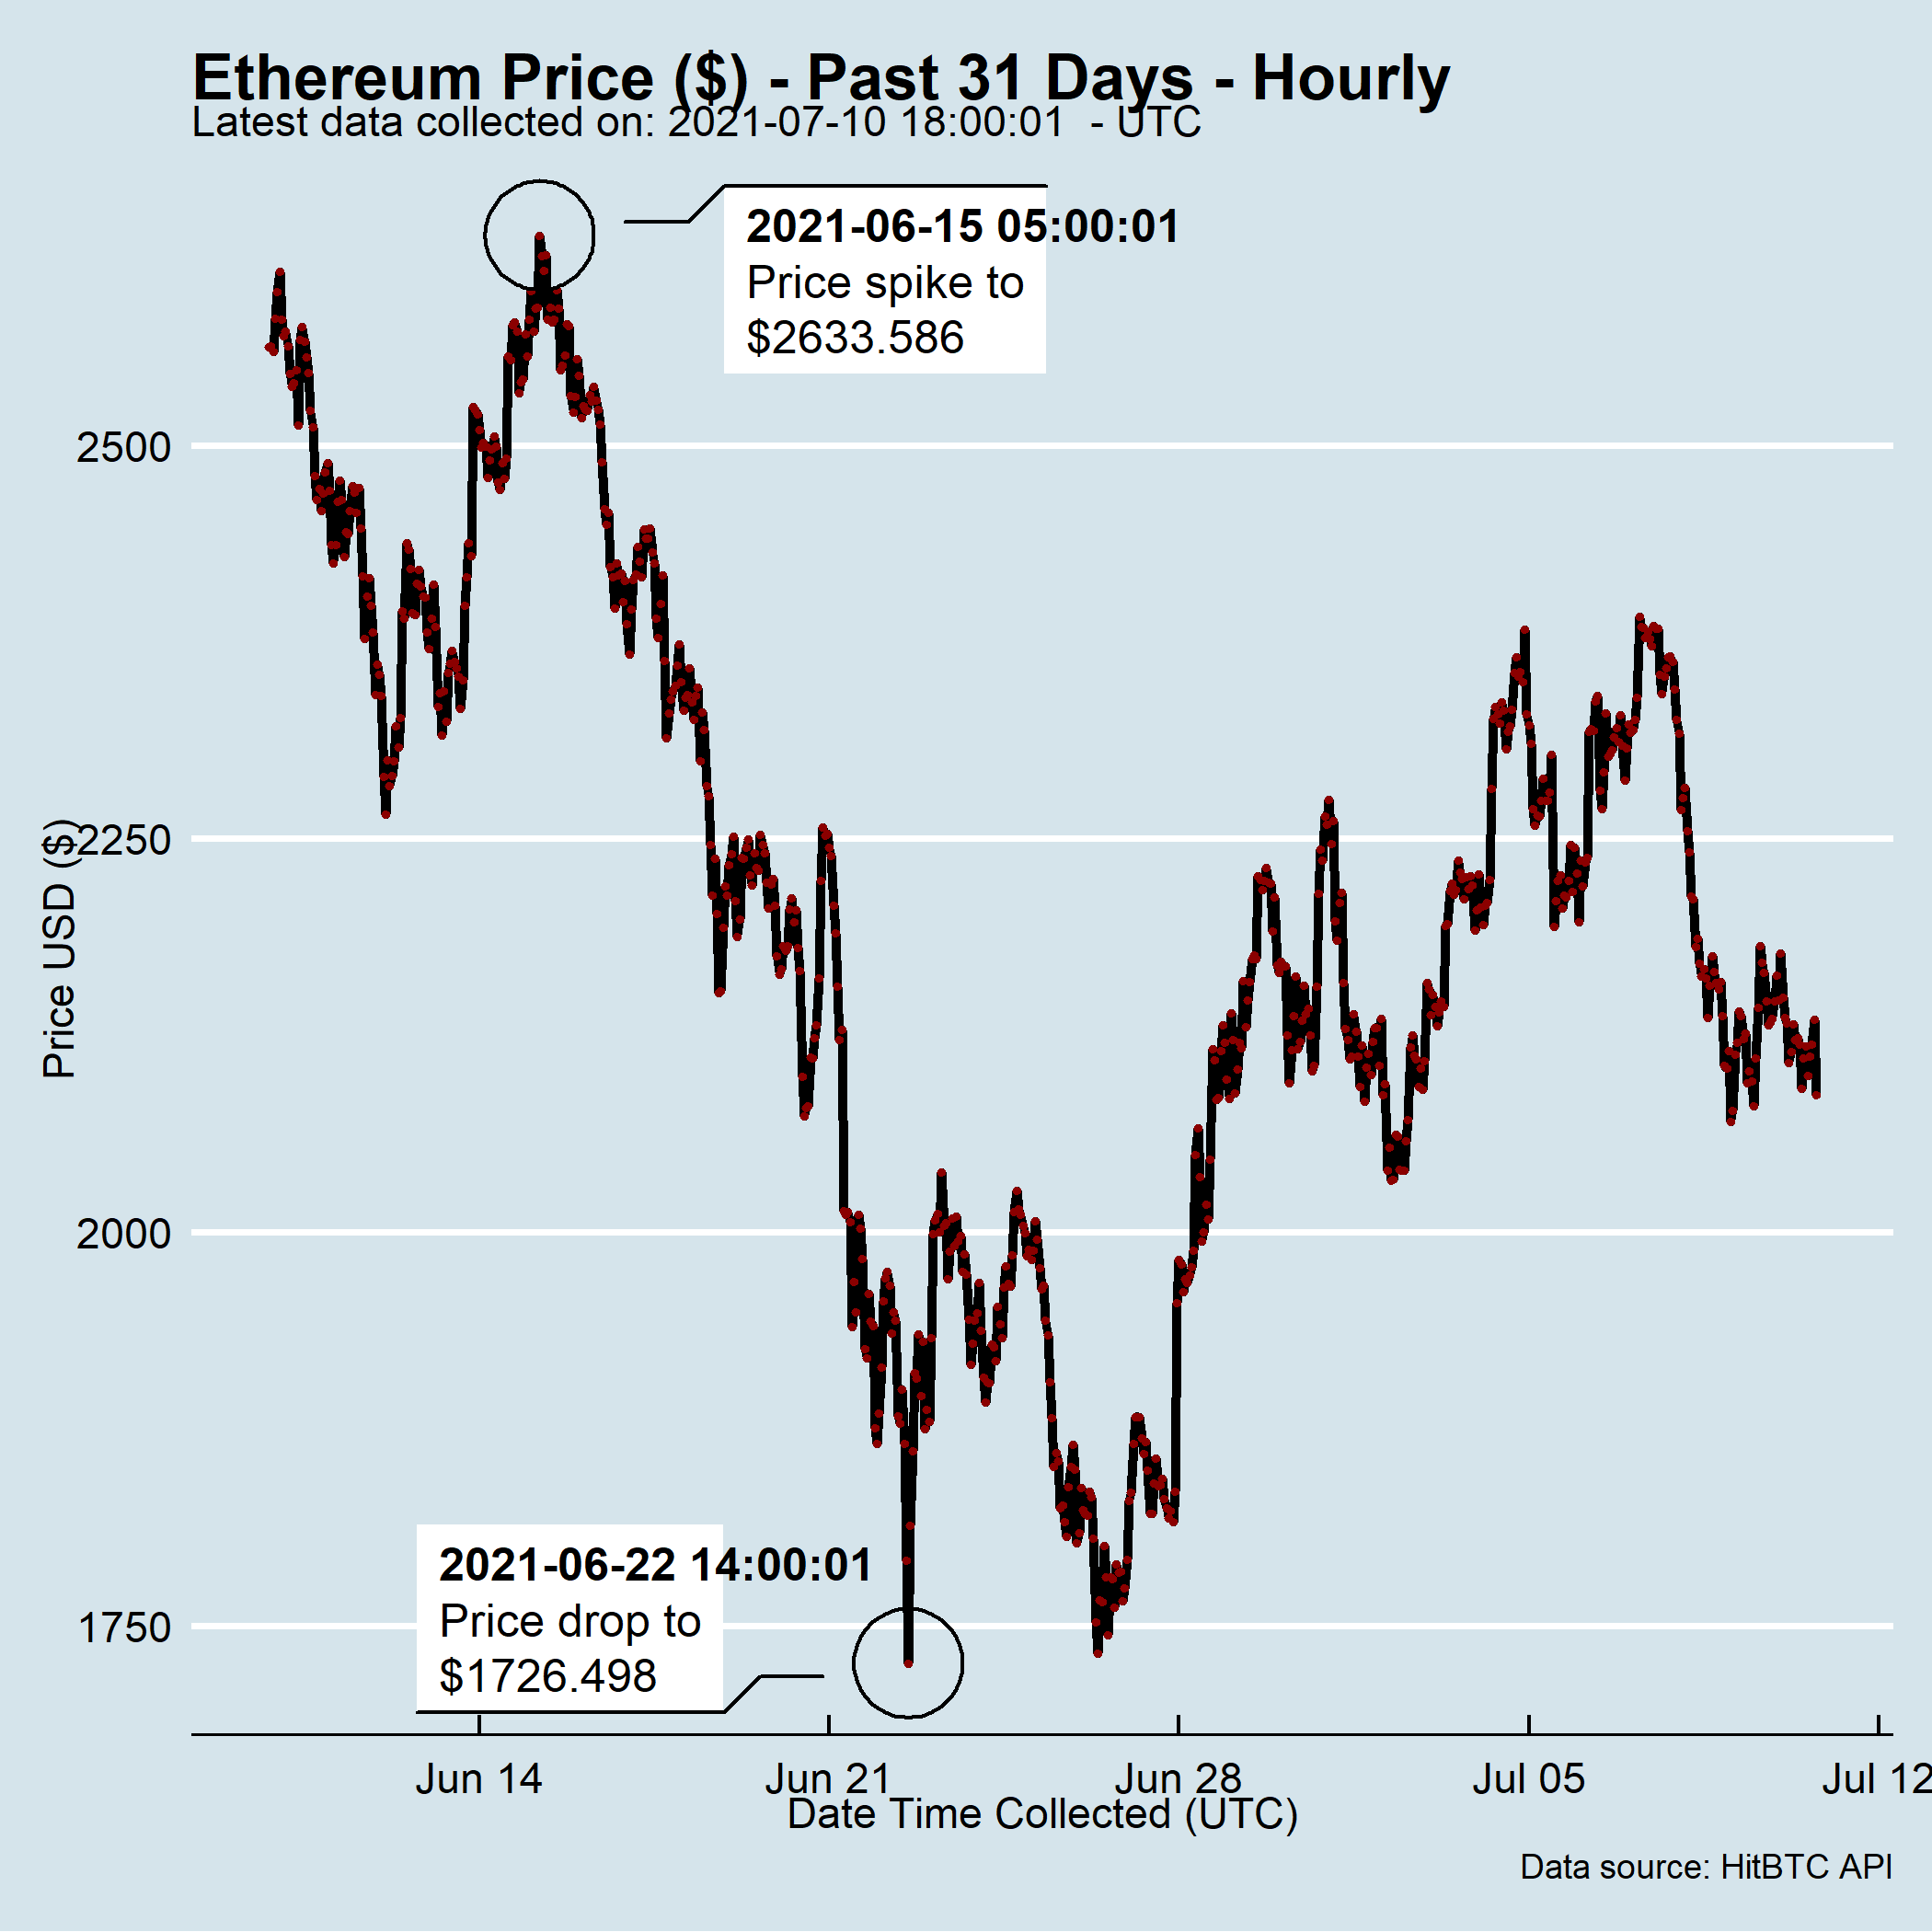 Ethereum Price ($) - Past 31 Days - Hourly
Latest data collected on: 2021-07-10 18:00:01  - UTC
2021-06-15 05:00:01
Price spike to
$2633.586
2500
2250
2000
1750
Price USD ($)
2021-06-22 14:00:01
Price drop to
$1726.498
Jun 14
Jun 21
Jun 28
Jul 05
Jul 12
Date Time Collected (UTC)
Data source: HitBTC API